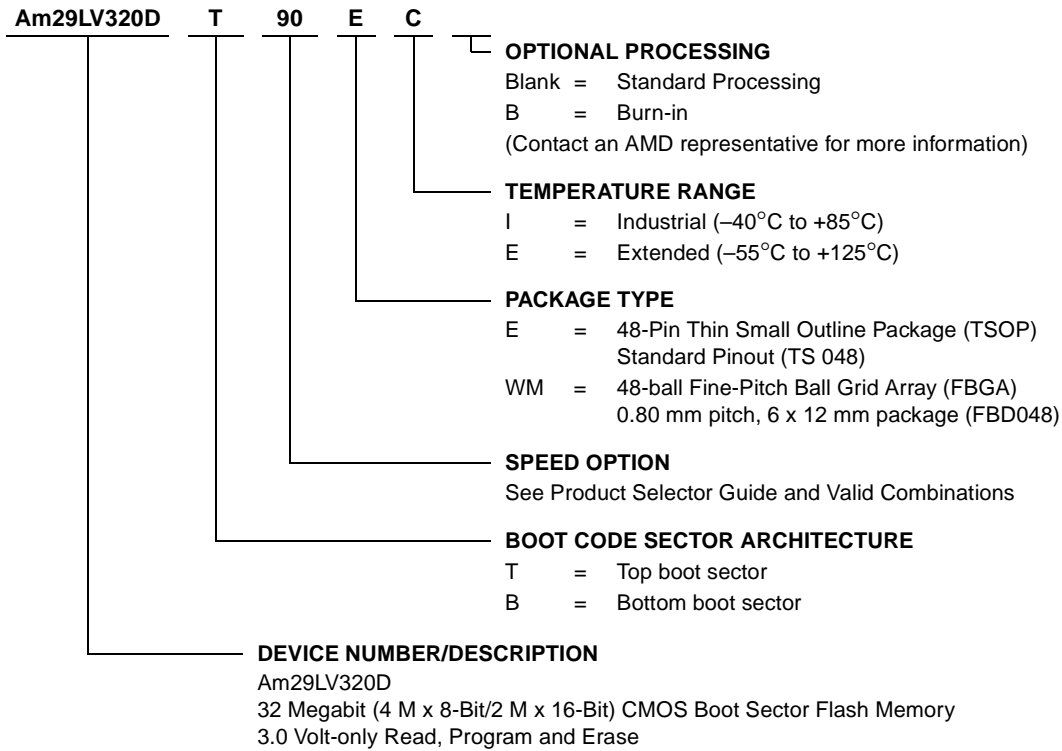 Am29LV320D T 90 E C
OPTIONAL PROCESSING
Blank = Standard Processing
B = Burn-in
(Contact an AMD representative for more information)
TEMPERATURE RANGE
I = Industrial (–40°C to +85°C)
E = Extended (–55°C to +125°C)
PACKAGE TYPE
E = 48-Pin Thin Small Outline Package (TSOP)
Standard Pinout (TS 048)
WM = 48-ball Fine-Pitch Ball Grid Array (FBGA)
0.80 mm pitch, 6 x 12 mm package (FBD048)
SPEED OPTION
See Product Selector Guide and Valid Combinations
BOOT CODE SECTOR ARCHITECTURE
T = Top boot sector
B = Bottom boot sector
DEVICE NUMBER/DESCRIPTION
Am29LV320D
32 Megabit (4 M x 8-Bit/2 M x 16-Bit) CMOS Boot Sector Flash Memory
3.0 Volt-only Read, Program and Erase